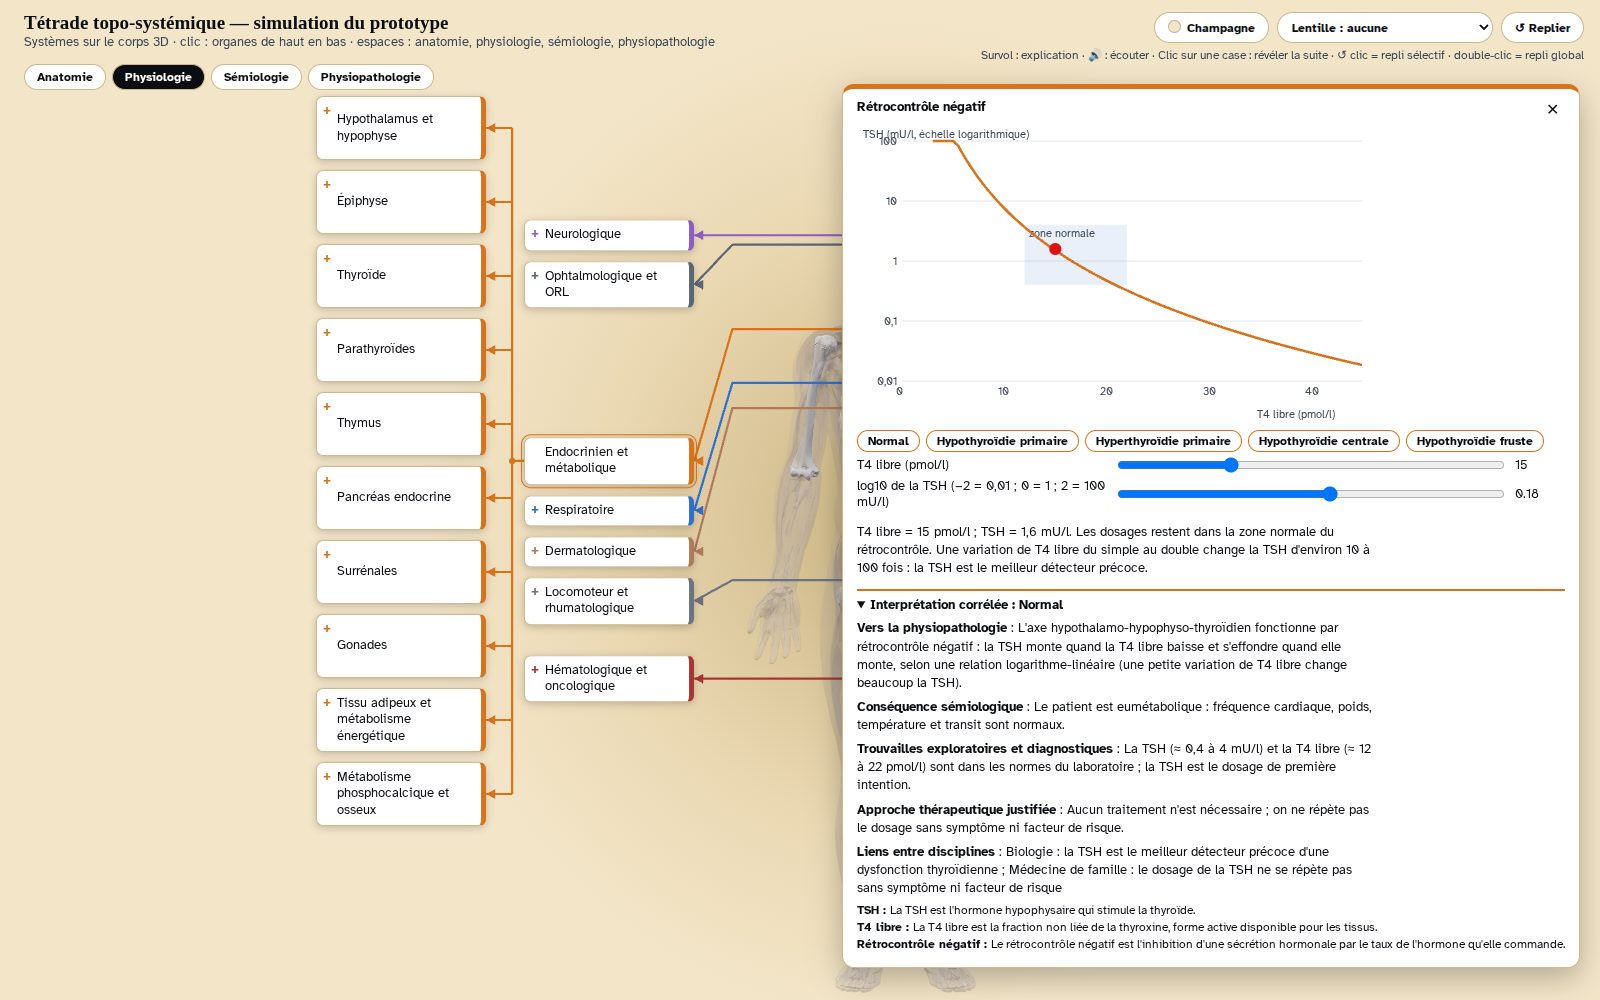 Tétrade topo-systémique — simulation du prototype
Systèmes sur le corps 3D · clic : organes de haut en bas · espaces : anatomie, physiologie, sémiologie, physiopathologie
Champagne
Lentille : aucune
↺ Replier
Survol : explication · 🔊 : écouter · Clic sur une case : révéler la suite · ↺ clic = repli sélectif · double-clic = repli global
Anatomie
Physiologie
Sémiologie
Physiopathologie
+ Hypothalamus et
hypophyse
+ Épiphyse
+ Thyroïde
+ Parathyroïdes
+ Thymus
+ Pancréas endocrine
+ Surrénales
+ Gonades
+ Tissu adipeux et
métabolisme
énergétique
+ Métabolisme
phosphocalcique et
osseux
+ Neurologique
+ Ophtalmologique et
ORL
Endocrinien et
métabolique
+ Respiratoire
+ Dermatologique
+ Locomoteur et
rhumatologique
+ Hématologique et
oncologique
Rétrocontrôle négatif
✕
TSH (mU/l, échelle logarithmique)
100
10
1
0,1
0,01
zone normale
0
10
20
30
40
T4 libre (pmol/l)
Normal
Hypothyroïdie primaire
Hyperthyroïdie primaire
Hypothyroïdie centrale
Hypothyroïdie fruste
T4 libre (pmol/l)
15
log10 de la TSH (−2 = 0,01 ; 0 = 1 ; 2 = 100
mU/l)
0.18
T4 libre = 15 pmol/l ; TSH = 1,6 mU/l. Les dosages restent dans la zone normale du
rétrocontrôle. Une variation de T4 libre du simple au double change la TSH d'environ 10 à
100 fois : la TSH est le meilleur détecteur précoce.
▼ Interprétation corrélée : Normal
Vers la physiopathologie : L'axe hypothalamo-hypophyso-thyroïdien fonctionne par
rétrocontrôle négatif : la TSH monte quand la T4 libre baisse et s'effondre quand elle
monte, selon une relation logarithme-linéaire (une petite variation de T4 libre change
beaucoup la TSH).
Conséquence sémiologique : Le patient est eumétabolique : fréquence cardiaque, poids,
température et transit sont normaux.
Trouvailles exploratoires et diagnostiques : La TSH (≈ 0,4 à 4 mU/l) et la T4 libre (≈ 12
à 22 pmol/l) sont dans les normes du laboratoire ; la TSH est le dosage de première
intention.
Approche thérapeutique justifiée : Aucun traitement n'est nécessaire ; on ne répète pas
le dosage sans symptôme ni facteur de risque.
Liens entre disciplines : Biologie : la TSH est le meilleur détecteur précoce d'une
dysfonction thyroïdienne ; Médecine de famille : le dosage de la TSH ne se répète pas
sans symptôme ni facteur de risque
TSH : La TSH est l'hormone hypophysaire qui stimule la thyroïde.
T4 libre : La T4 libre est la fraction non liée de la thyroxine, forme active disponible pour les tissus.
Rétrocontrôle négatif : Le rétrocontrôle négatif est l'inhibition d'une sécrétion hormonale par le taux de l'hormone qu'elle commande.